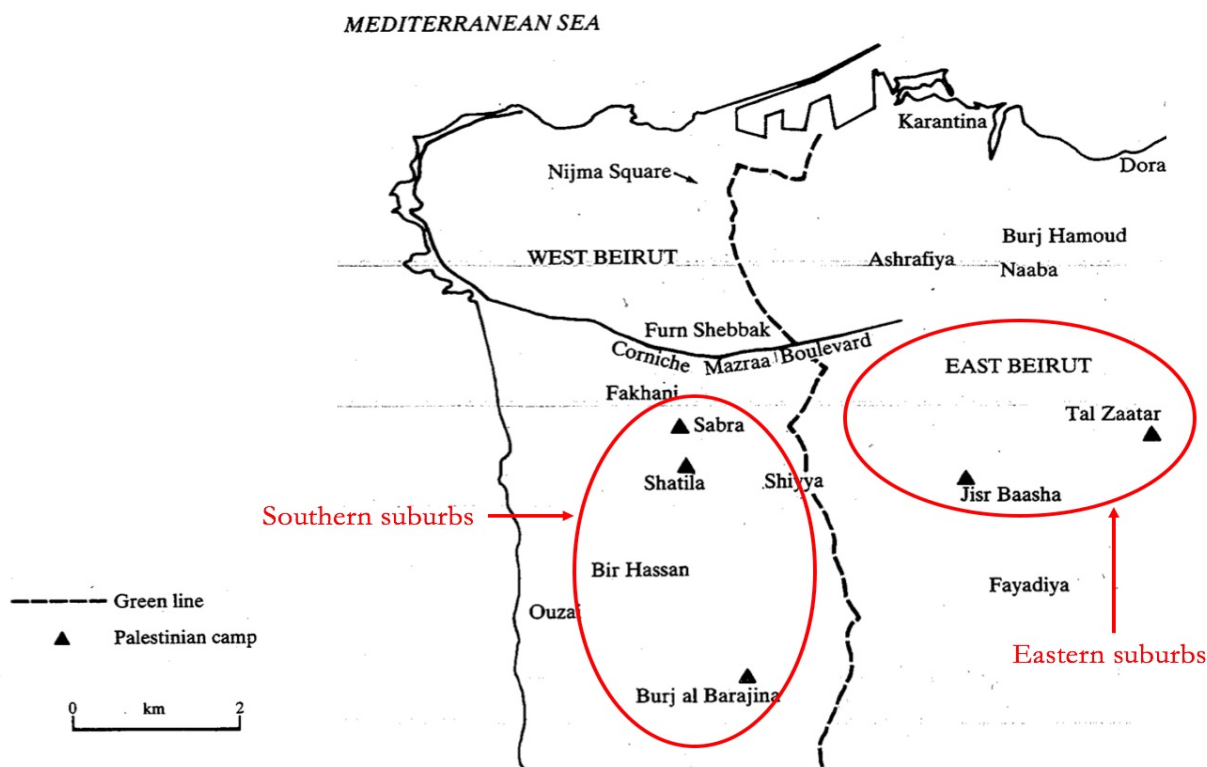 MEDITERRANEAN SEA
Karantina
Dora
Nijma Square
Burj Hamoud
WEST BEIRUT
Ashrafiya
Naaba
Furn Shebbak
Corniche Mazraa Boulevard
EAST BEIRUT
Fakhani
Tal Zaatar
Sabra
Shatila
Shiyya
Jisr Baasha
Southern suburbs
Bir Hassan
Fayadiya
Green line
Ouzai
Palestinian camp
Eastern suburbs
Burj al Barajina
0 km 2